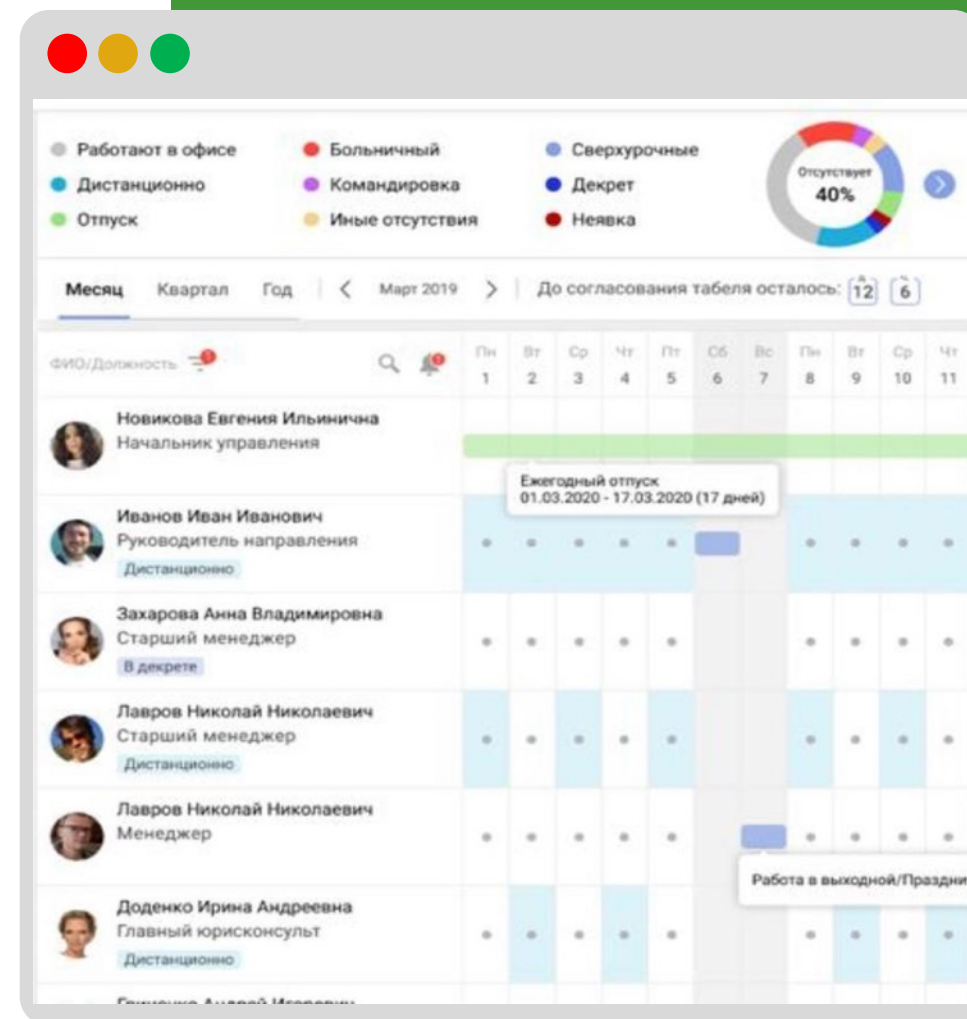 Работают в офисе
Больничный
Сверхурочные
Дистанционно
Командировка
Декрет
Отпуск
Иные отсутствия
Неявка
Отсутствует
40%
Месяц Квартал Год < Март 2019 > До согласования табеля осталось: 12 6
ФИО/Должность
Пн Вт Ср Чт Пт Сб Вс Пн Вт Ср Чт
1 2 3 4 5 6 7 8 9 10 11
Новикова Евгения Ильинична
Начальник управления
Ежегодный отпуск
01.03.2020 - 17.03.2020 (17 дней)
Иванов Иван Иванович
Руководитель направления
Дистанционно
Захарова Анна Владимировна
Старший менеджер
В декрете
Лавров Николай Николаевич
Старший менеджер
Дистанционно
Лавров Николай Николаевич
Менеджер
Работа в выходной/Праздни
Доденко Ирина Андреевна
Главный юрисконсульт
Дистанционно